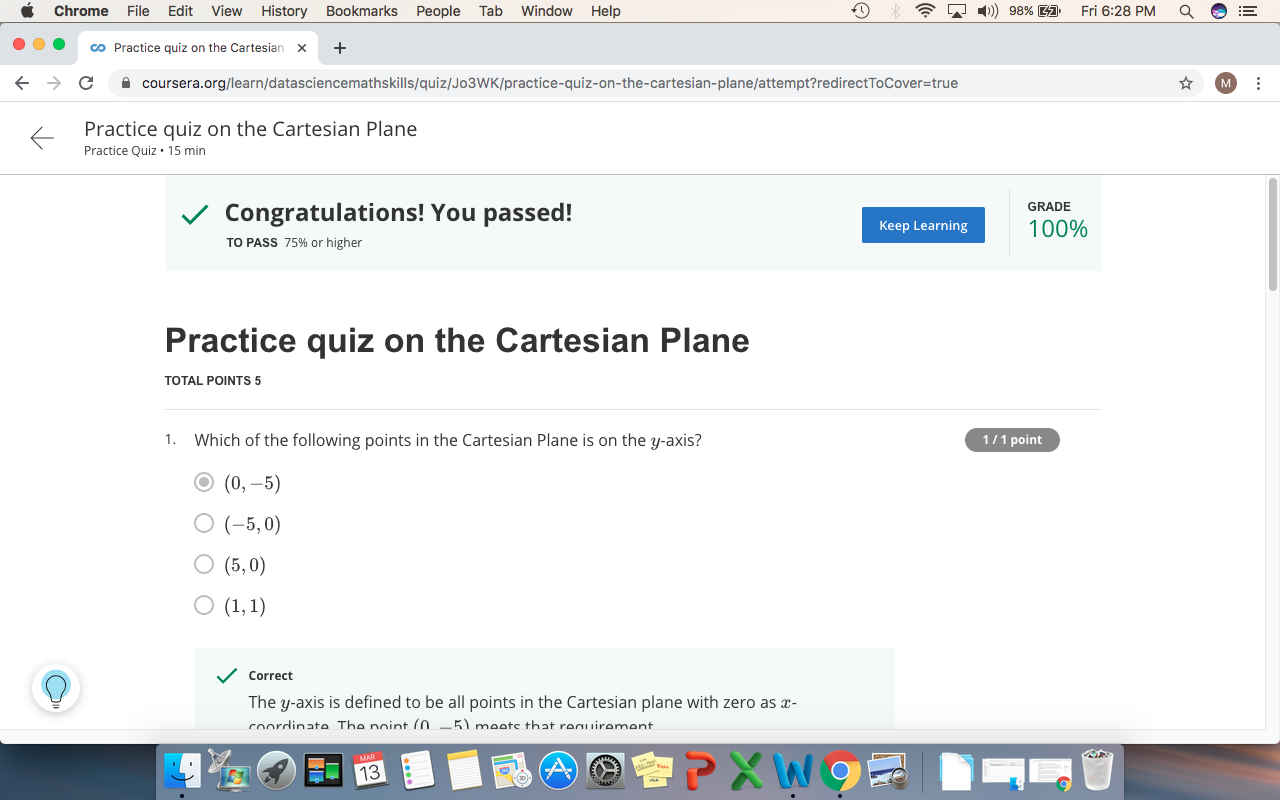 Chrome File Edit View History Bookmarks People Tab Window Help 98% Fri 6:28 PM
Practice quiz on the Cartesian
coursera.org/learn/datasciencemathskills/quiz/Jo3WK/practice-quiz-on-the-cartesian-plane/attempt?redirectToCover=true M
Practice quiz on the Cartesian Plane
Practice Quiz • 15 min
Congratulations! You passed!
TO PASS 75% or higher
Keep Learning
GRADE
100%
Practice quiz on the Cartesian Plane
TOTAL POINTS 5
1. Which of the following points in the Cartesian Plane is on the y-axis? 1 / 1 point
(0, −5)
(−5, 0)
(5, 0)
(1, 1)
Correct
The y-axis is defined to be all points in the Cartesian plane with zero as x-
coordinate. The point (0, −5) meets that requirement.
MAR
13